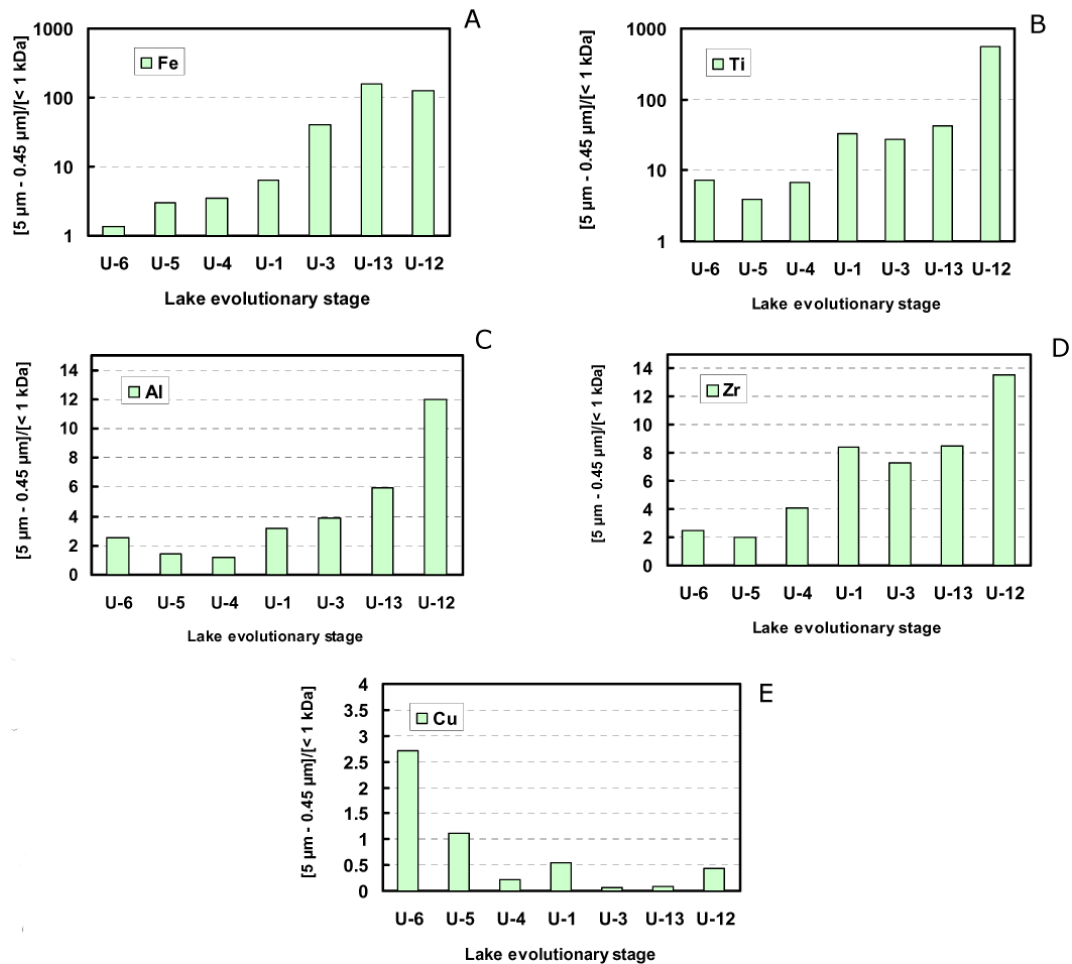 A
[5 µm - 0.45 µm]/[< 1 kDa]
1000
100
10
1
Fe
U-6 U-5 U-4 U-1 U-3 U-13 U-12
Lake evolutionary stage
B
[5 µm - 0.45 µm]/[< 1 kDa]
1000
100
10
1
Ti
U-6 U-5 U-4 U-1 U-3 U-13 U-12
Lake evolutionary stage
C
[5 µm - 0.45 µm]/[< 1 kDa]
14
12
10
8
6
4
2
0
Al
U-6 U-5 U-4 U-1 U-3 U-13 U-12
Lake evolutionary stage
D
[5 µm - 0.45 µm]/[< 1 kDa]
14
12
10
8
6
4
2
0
Zr
U-6 U-5 U-4 U-1 U-3 U-13 U-12
Lake evolutionary stage
E
[5 µm - 0.45 µm]/[< 1 kDa]
4
3.5
3
2.5
2
1.5
1
0.5
0
Cu
U-6 U-5 U-4 U-1 U-3 U-13 U-12
Lake evolutionary stage